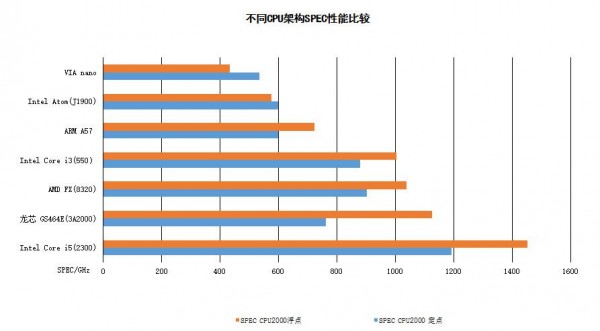 不同CPU架构SPEC性能比较
VIA nano
Intel Atom(J1900)
ARM A57
Intel Core i3(550)
AMD FX(8320)
龙芯 GS464E(3A2000)
Intel Core i5(2300)
SPEC/GHz
0 200 400 600 800 1000 1200 1400 1600
SPEC CPU2000浮点 SPEC CPU2000 定点